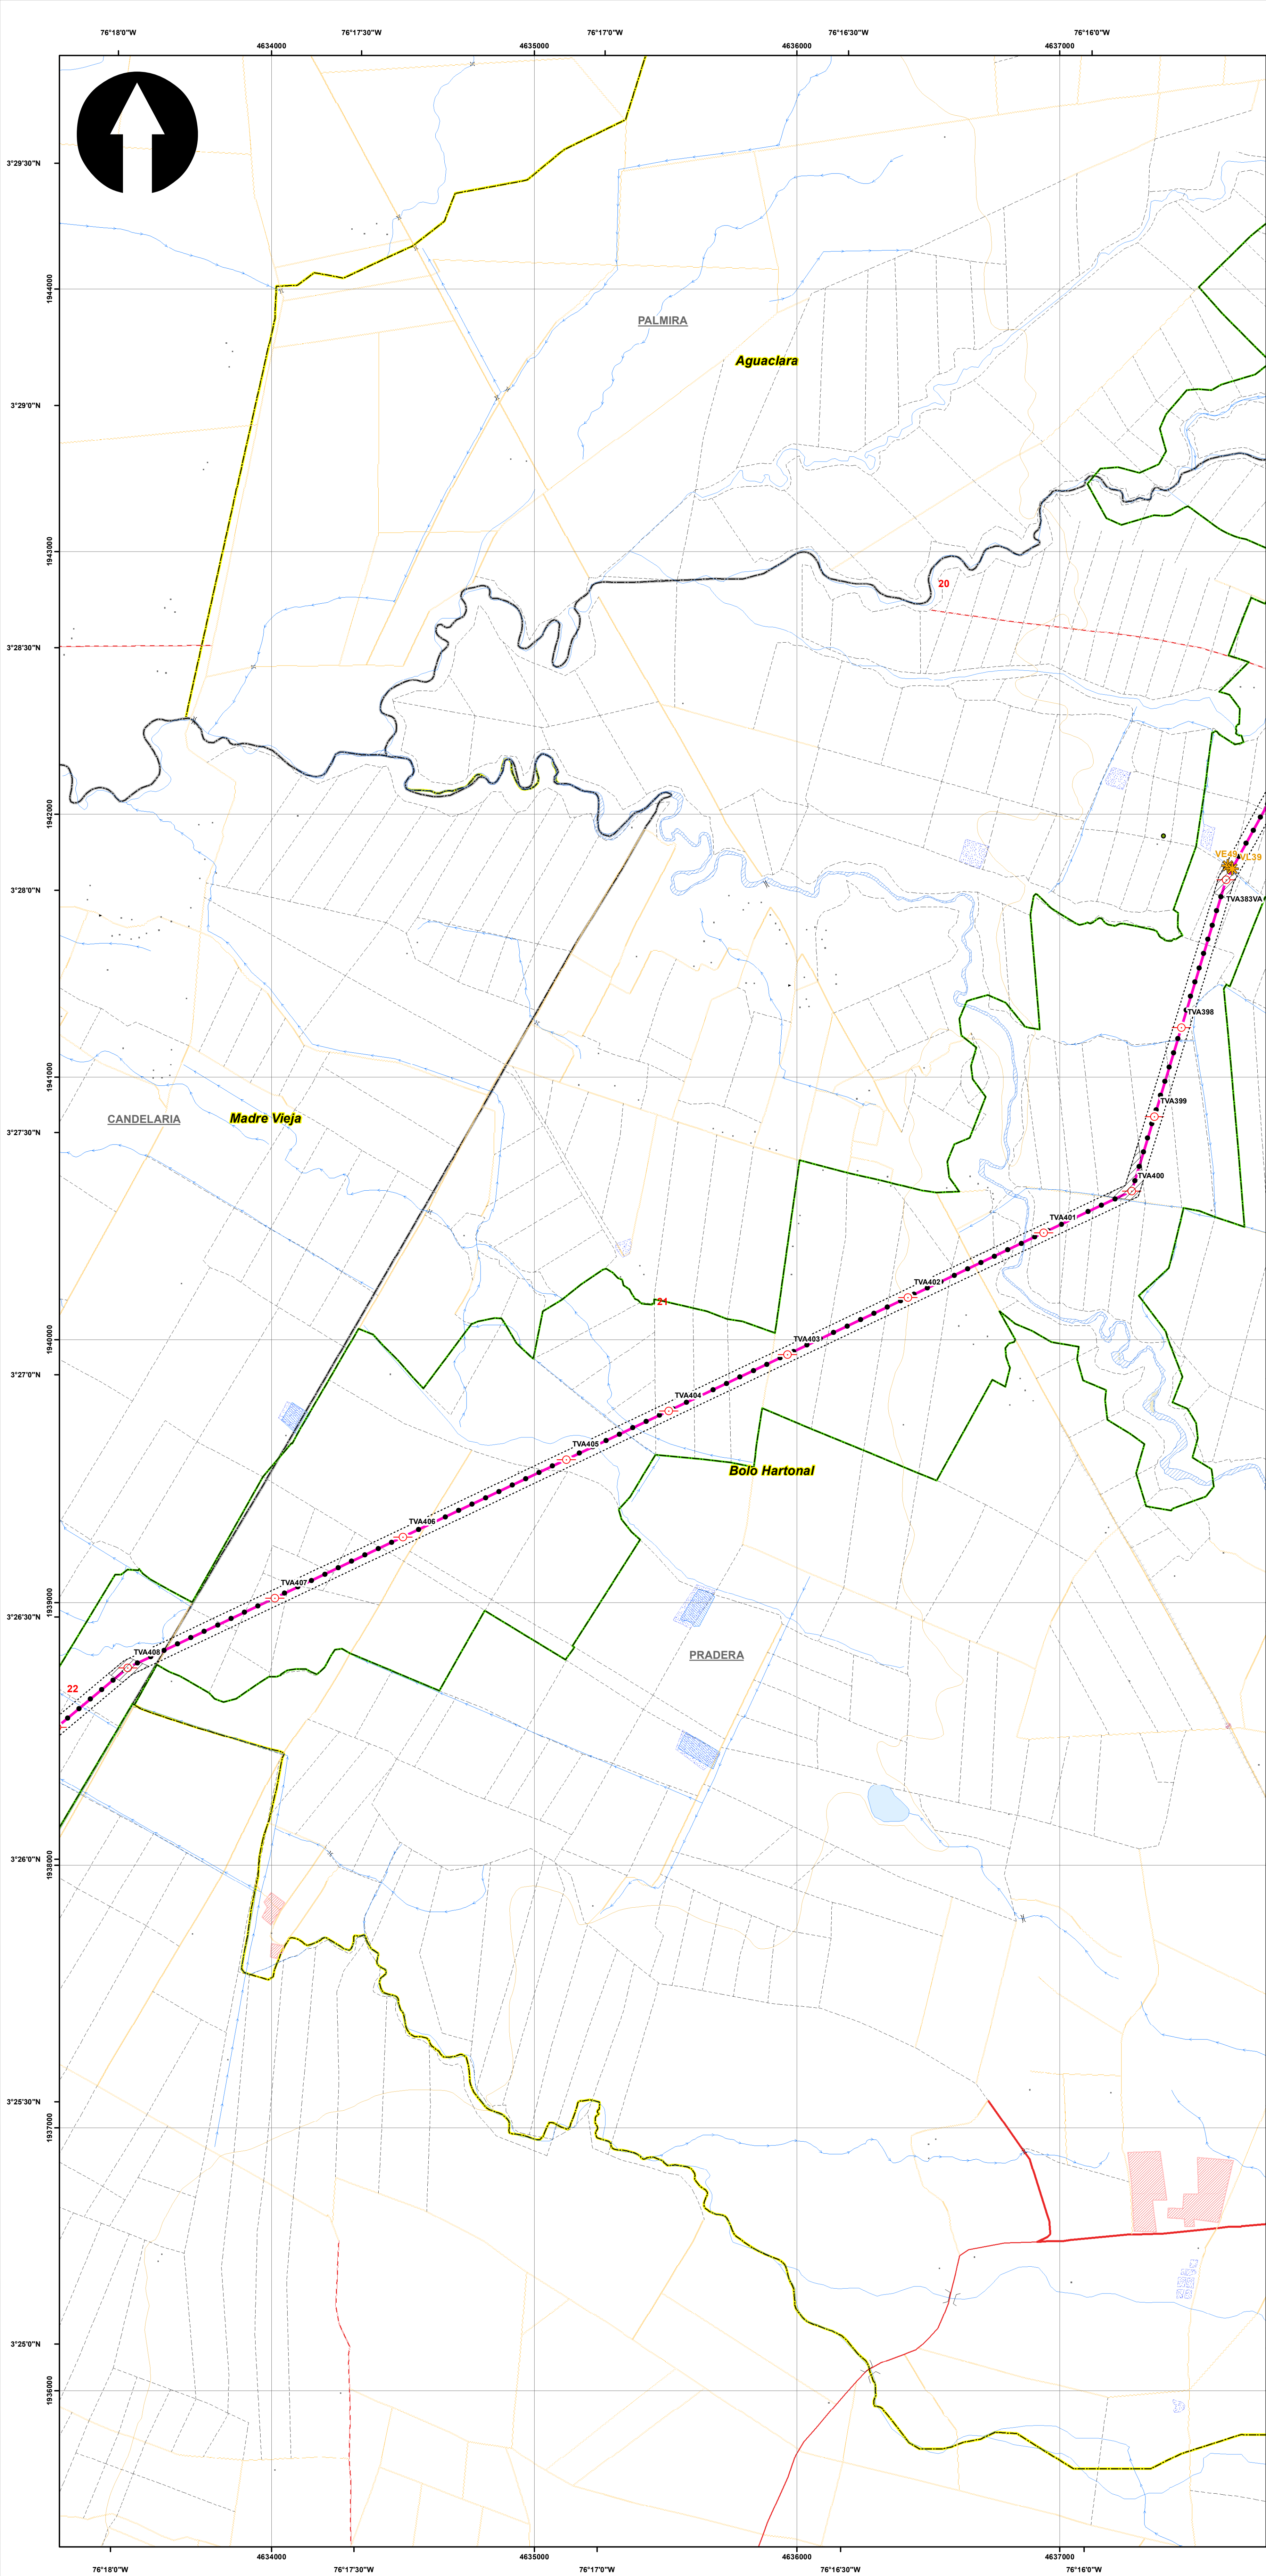 76°18'0"W
76°17'30"W
76°17'0"W
76°16'30"W
76°16'0"W
4634000
4635000
4636000
4637000
3°29'30"N
1944000
PALMIRA
Aguaclara
3°29'0"N
1943000
20
3°28'30"N
1942000
VE49
VL39
3°28'0"N
TVA383VA
TVA398
1941000
TVA399
CANDELARIA
Madre Vieja
3°27'30"N
TVA400
TVA401
TVA402
21
1940000
TVA403
3°27'0"N
TVA404
TVA405
Bolo Hartonal
TVA406
TVA407
1939000
3°26'30"N
TVA408
PRADERA
22
3°26'0"N
1938000
3°25'30"N
1937000
3°25'0"N
1936000
4634000
4635000
4636000
4637000
76°18'0"W
76°17'30"W
76°17'0"W
76°16'30"W
76°16'0"W